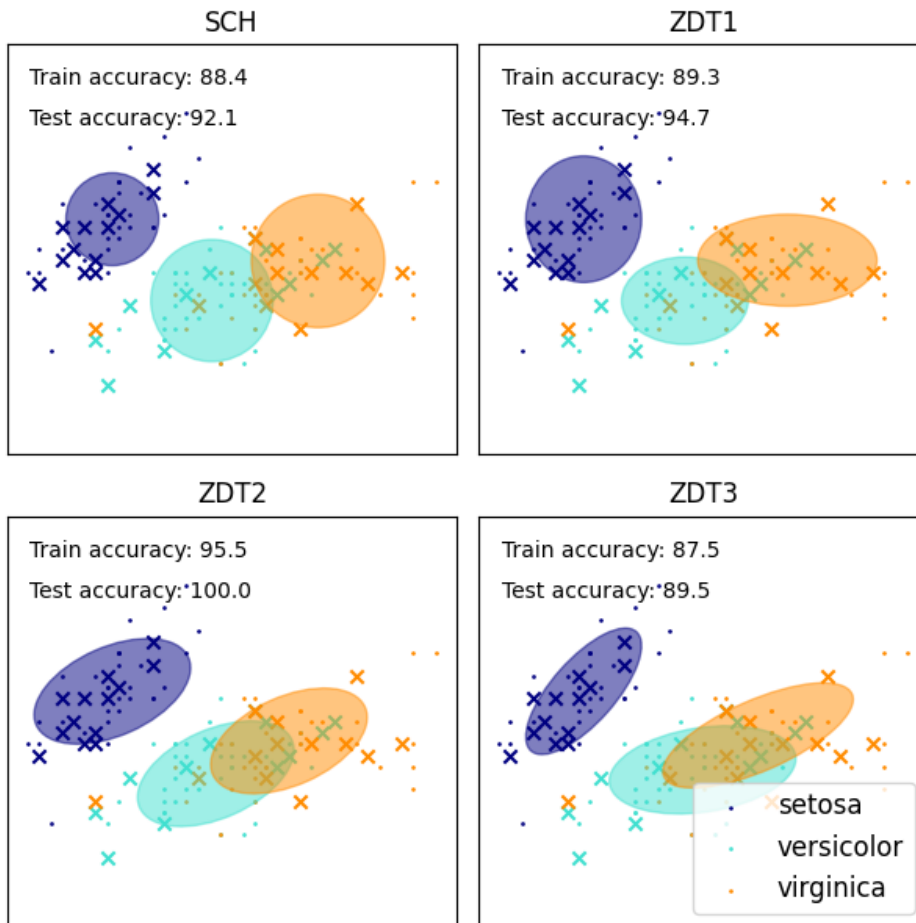 SCH
Train accuracy: 88.4
Test accuracy: 92.1
ZDT1
Train accuracy: 89.3
Test accuracy: 94.7
ZDT2
Train accuracy: 95.5
Test accuracy: 100.0
ZDT3
Train accuracy: 87.5
Test accuracy: 89.5
setosa
versicolor
virginica